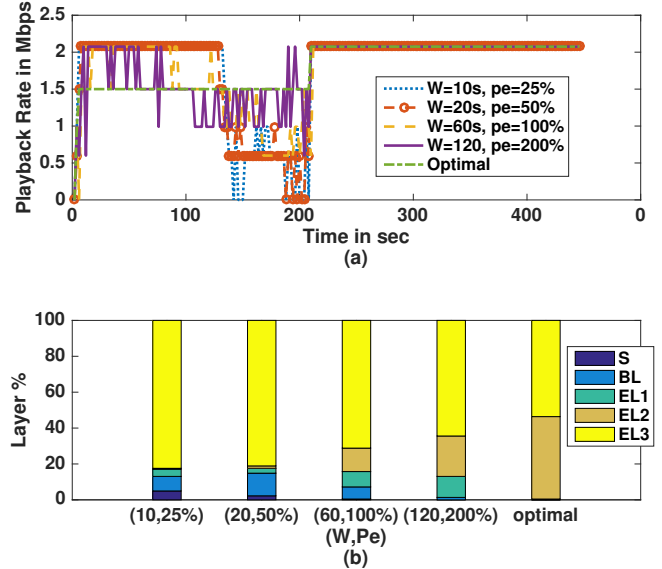 2.5
2
1.5
1
0.5
0
Playback Rate in Mbps
W=10s, pe=25%
W=20s, pe=50%
W=60s, pe=100%
W=120, pe=200%
Optimal
0 100 200 300 400 0
Time in sec
(a)
100
80
60
40
20
0
Layer %
S
BL
EL1
EL2
EL3
(10,25%) (20,50%) (60,100%) (120,200%) optimal
(W,Pe)
(b)